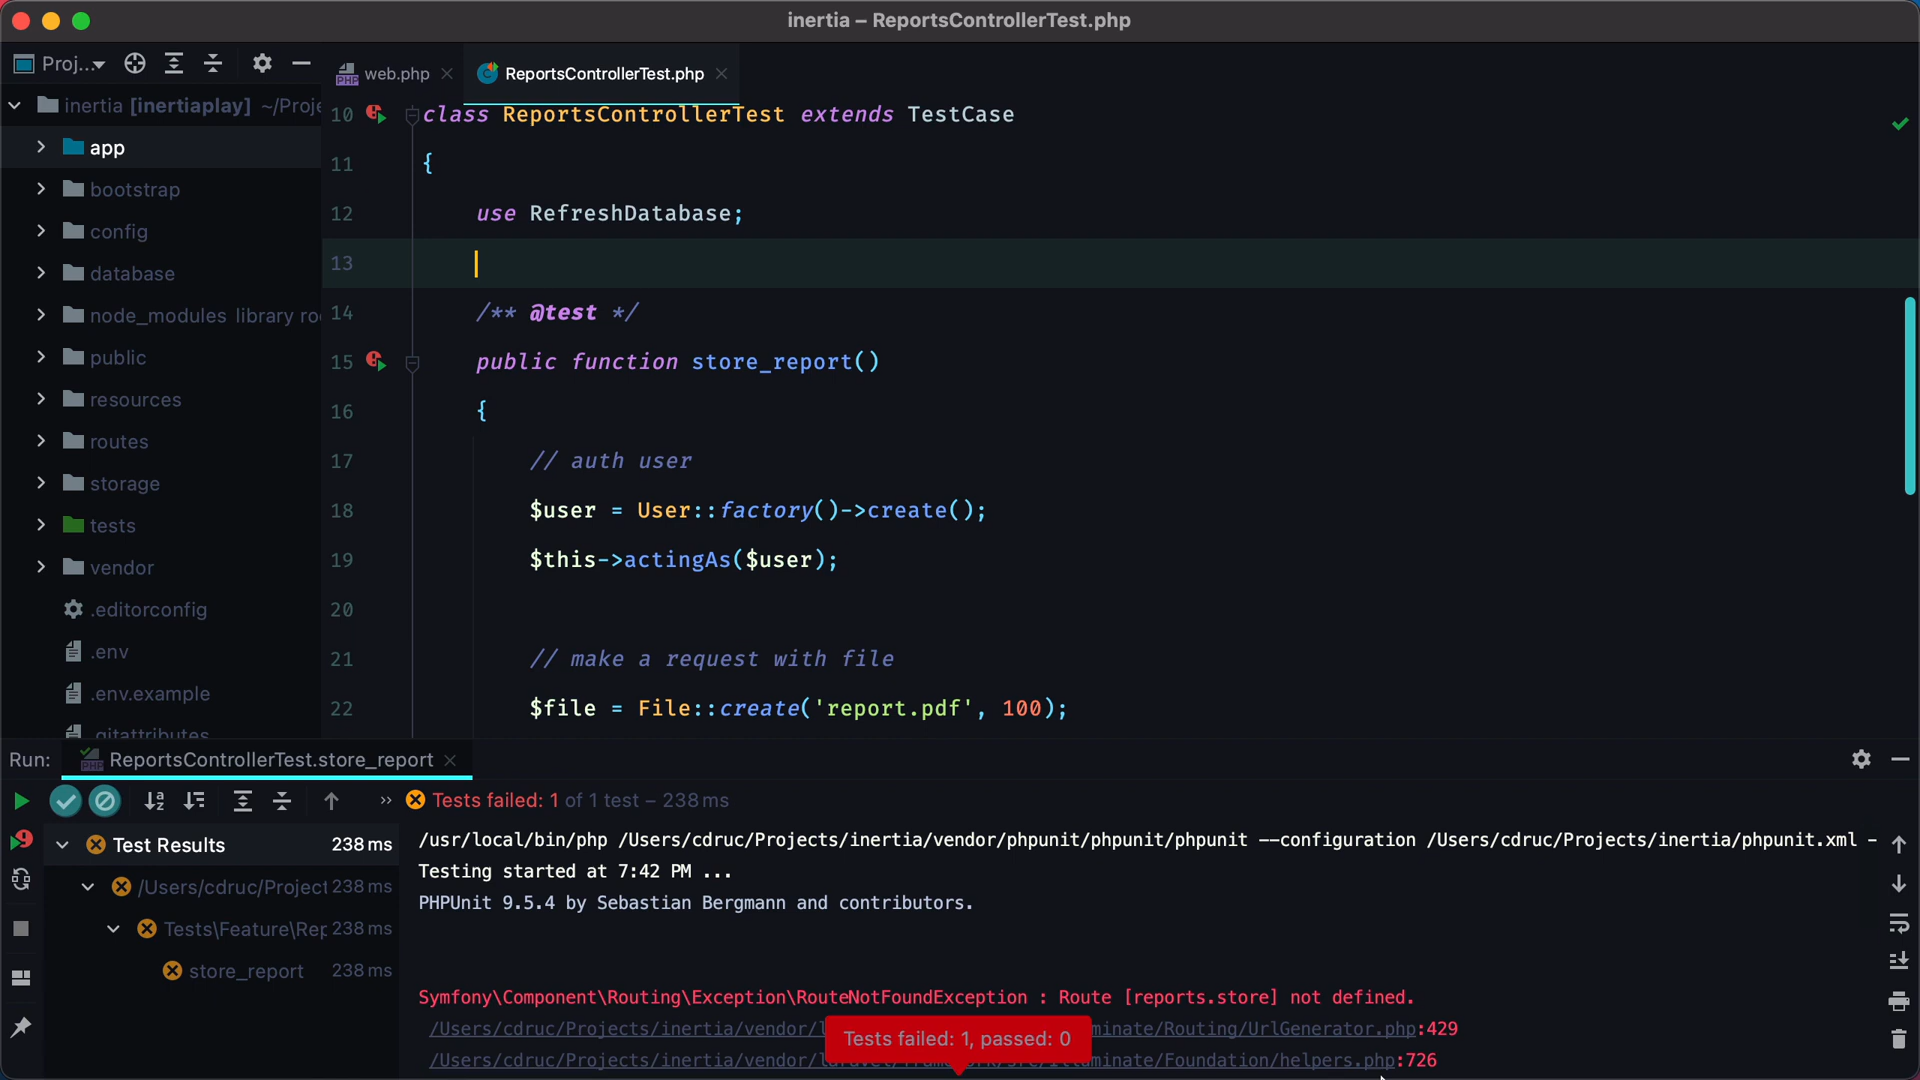 inertia – ReportsControllerTest.php
Proj...
web.php
ReportsControllerTest.php
inertia [inertiaplay] ~/Proje
app
bootstrap
config
database
node_modules library ro
public
resources
routes
storage
tests
vendor
.editorconfig
.env
.env.example
.gitattributes
10 class ReportsControllerTest extends TestCase
11 {
12 use RefreshDatabase;
13
14 /** @test */
15 public function store_report()
16 {
17 // auth user
18 $user = User::factory()->create();
19 $this->actingAs($user);
20
21 // make a request with file
22 $file = File::create('report.pdf', 100);
Run: ReportsControllerTest.store_report
Tests failed: 1 of 1 test – 238 ms
Test Results 238 ms
/Users/cdruc/Project 238 ms
Tests\Feature\Rep 238 ms
store_report 238 ms
/usr/local/bin/php /Users/cdruc/Projects/inertia/vendor/phpunit/phpunit/phpunit --configuration /Users/cdruc/Projects/inertia/phpunit.xml -
Testing started at 7:42 PM ...
PHPUnit 9.5.4 by Sebastian Bergmann and contributors.
Symfony\Component\Routing\Exception\RouteNotFoundException : Route [reports.store] not defined.
/Users/cdruc/Projects/inertia/vendor/l minate/Routing/UrlGenerator.php:429
Tests failed: 1, passed: 0
/Users/cdruc/Projects/inertia/vendor/laravel/framework/src/Illuminate/Foundation/helpers.php:726